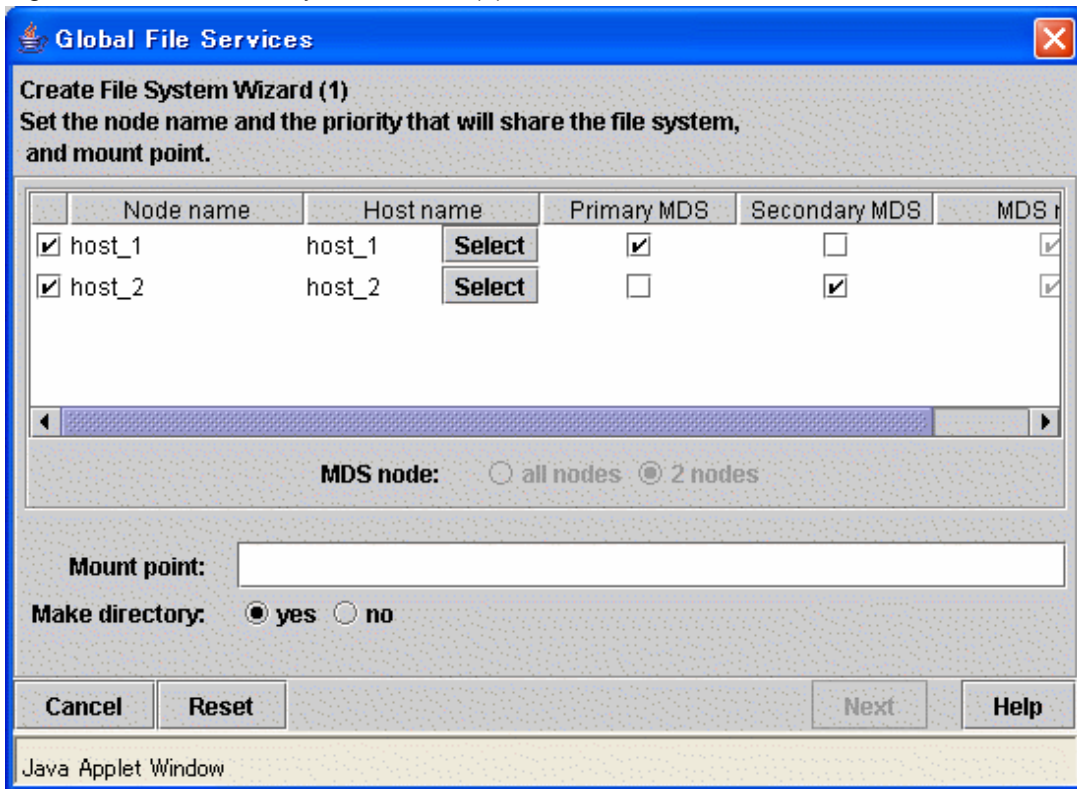 Global File Services
Create File System Wizard (1)
Set the node name and the priority that will share the file system,
and mount point.
Node name Host name Primary MDS Secondary MDS MDS
host_1 host_1 Select
host_2 host_2 Select
MDS node: all nodes 2 nodes
Mount point:
Make directory: yes no
Cancel Reset Next Help
Java Applet Window